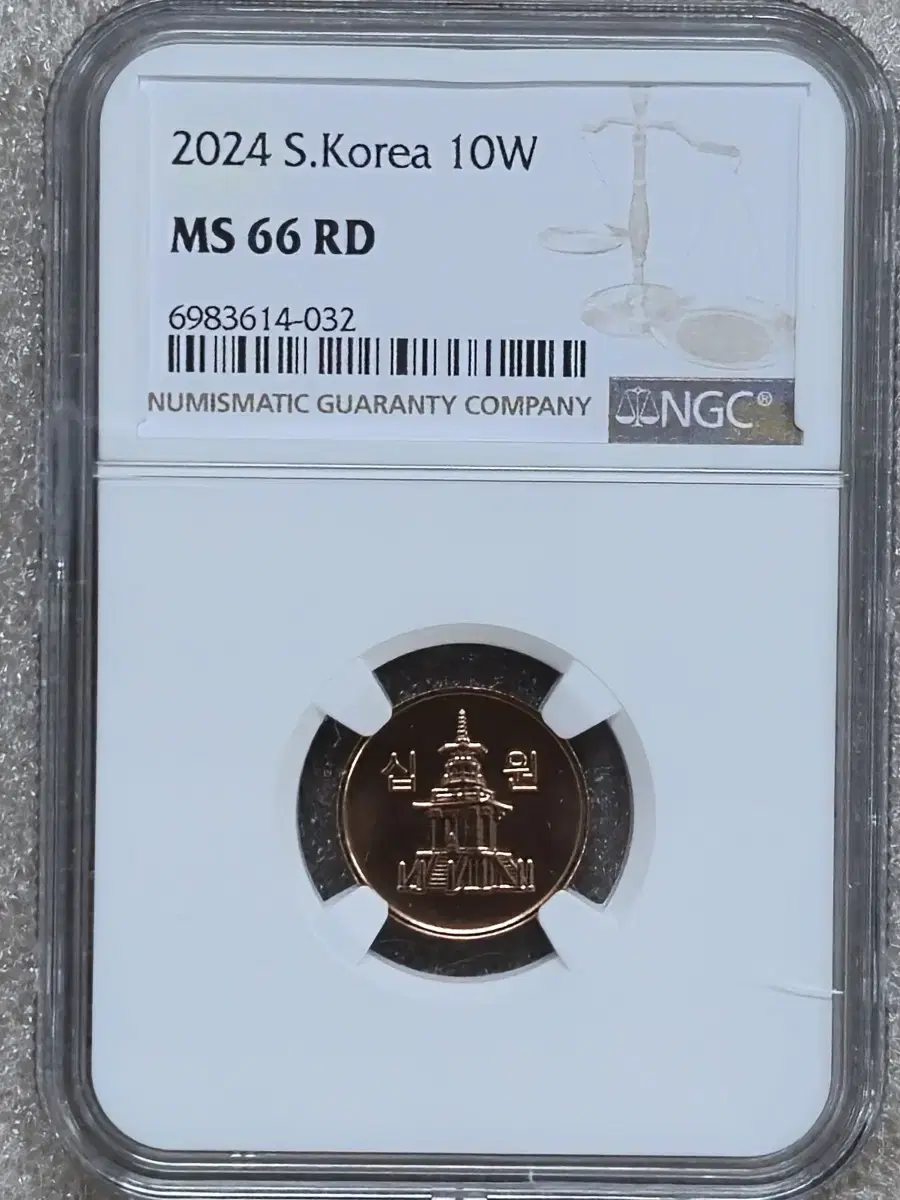 2024 S.Korea 10W
MS 66 RD
6983614-032
NUMISMATIC GUARANTY COMPANY
NGC®
십 원